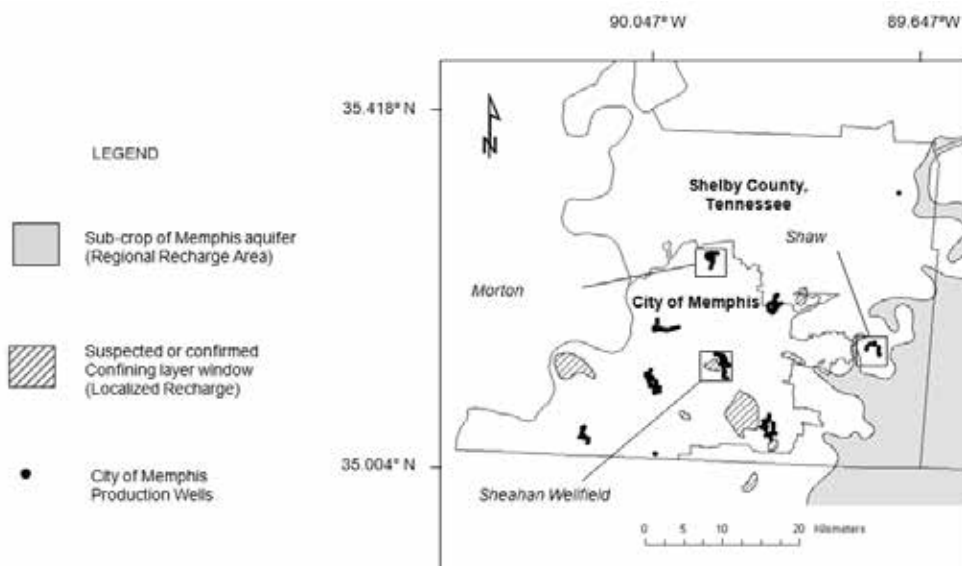 90.047° W
89.647°W
35.418° N
N
LEGEND
Shelby County,
Tennessee
Shaw
Sub-crop of Memphis aquifer
(Regional Recharge Area)
Morton
City of Memphis
Suspected or confirmed
Confining layer window
(Localized Recharge)
35.004° N
City of Memphis
Production Wells
Sheahan Wellfield
0 5 10 20 Kilometers